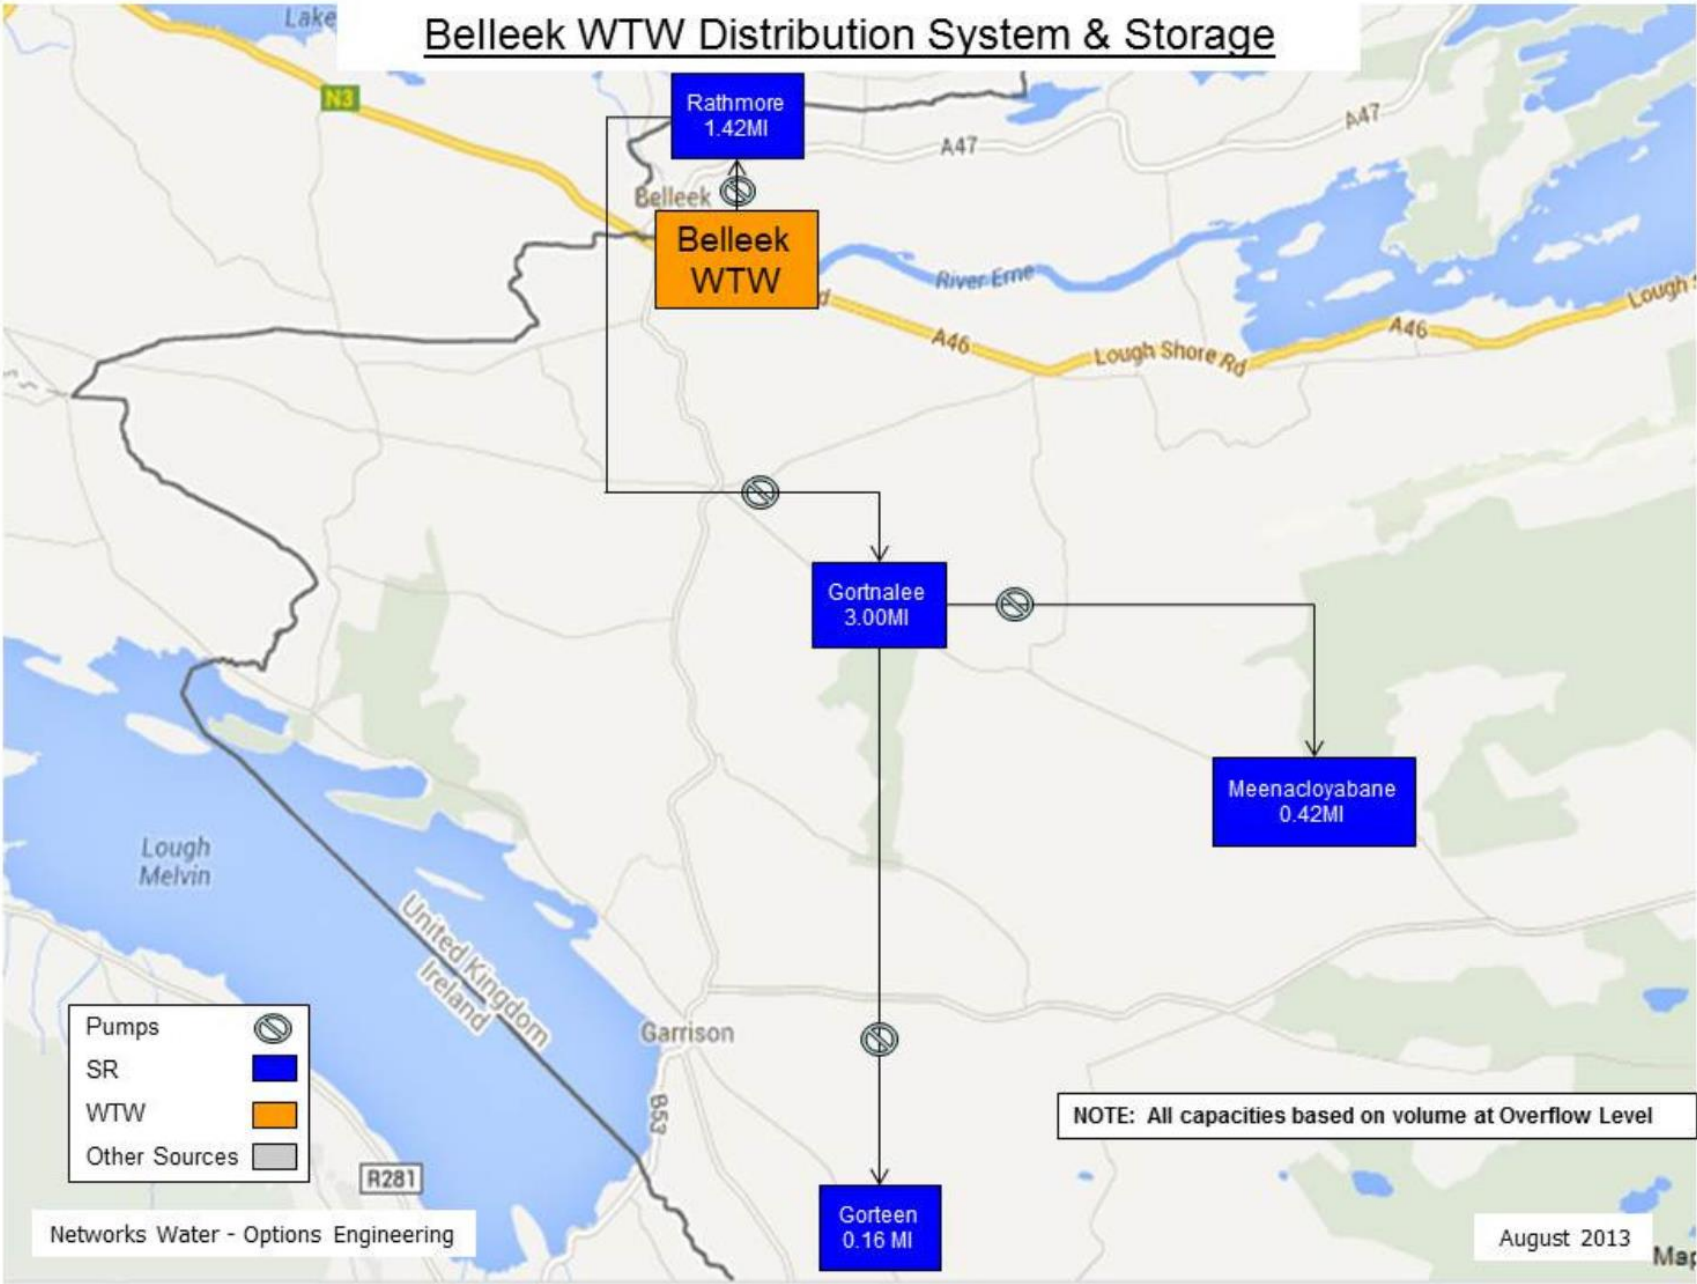 Belleek WTW Distribution System & Storage
Lake
N3
Rathmore
1.42Ml
A47
A47
Belleek
Belleek
WTW
River Erne
A46
Lough Shore Rd
A46
Lough
Gortnalee
3.00Ml
Meenacloyabane
0.42Ml
Lough
Melvin
United Kingdom
Ireland
Garrison
B53
Pumps
SR
WTW
Other Sources
R281
NOTE: All capacities based on volume at Overflow Level
Gorteen
0.16 Ml
Networks Water - Options Engineering
August 2013
Map